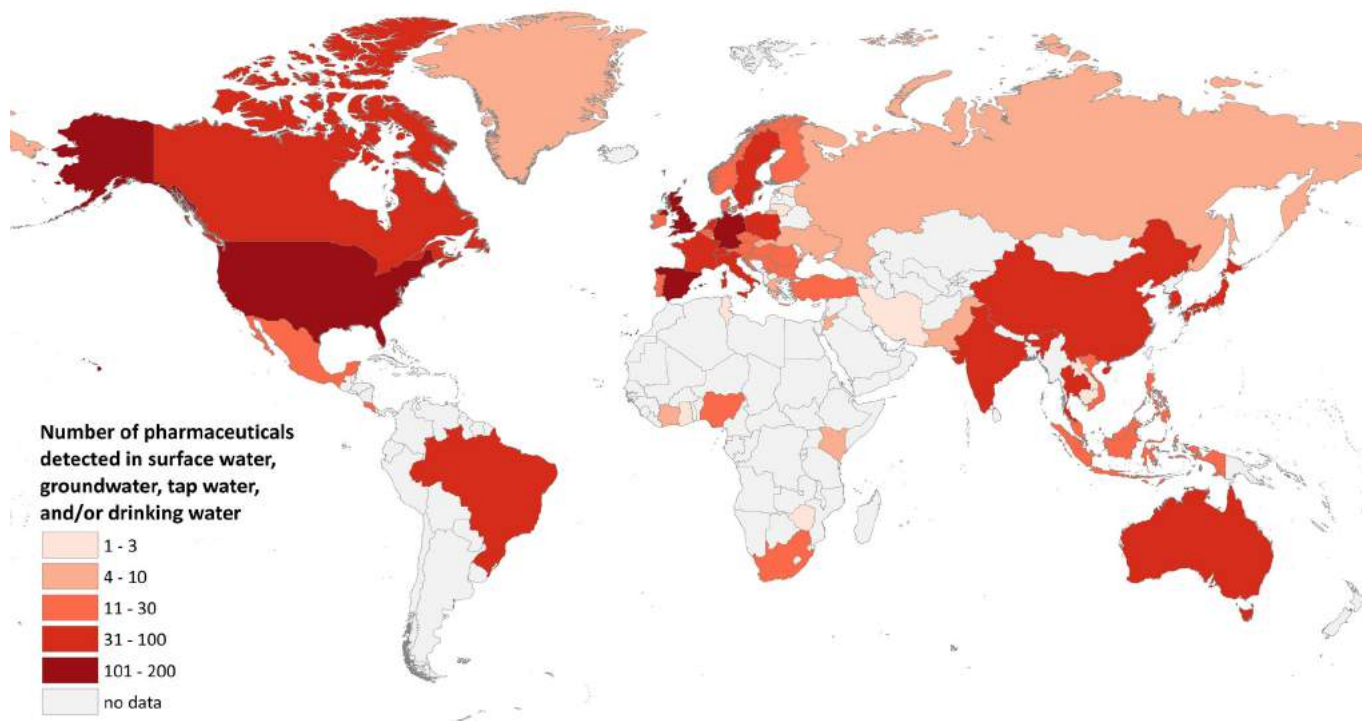 Number of pharmaceuticals
detected in surface water,
groundwater, tap water,
and/or drinking water
1 - 3
4 - 10
11 - 30
31 - 100
101 - 200
no data